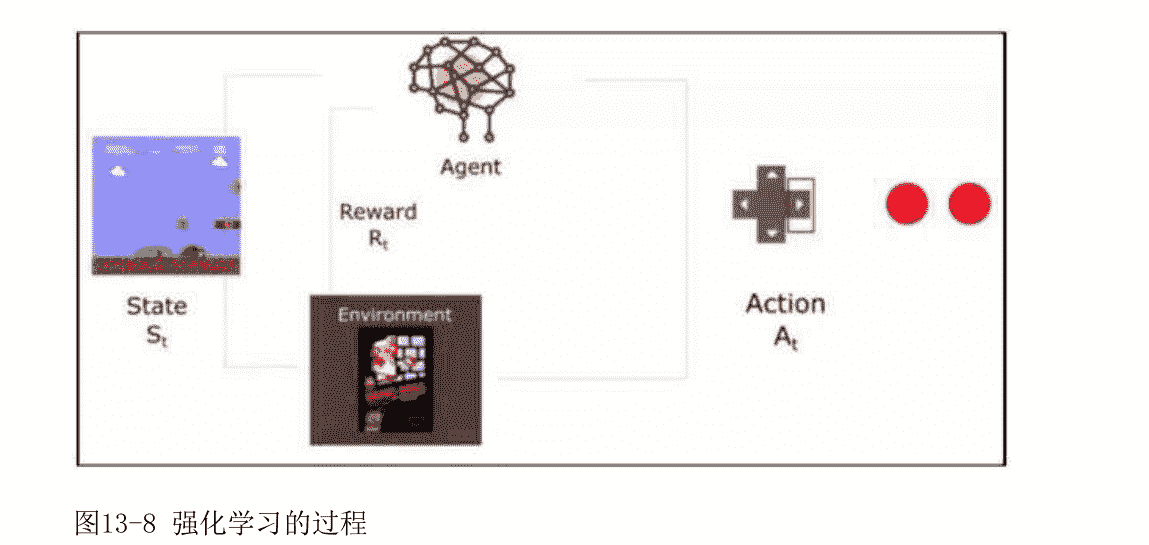 Agent
Reward
Rₜ
State
Sₜ
Environment
Action
Aₜ
图13-8 强化学习的过程